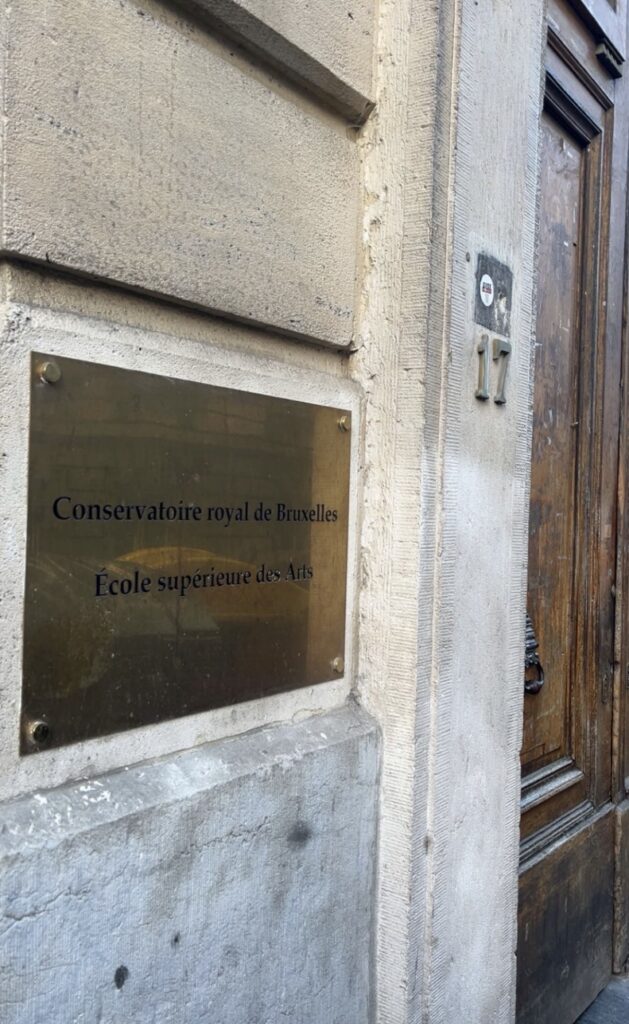 Conservatoire royal de Bruxelles
École supérieure des Arts
17